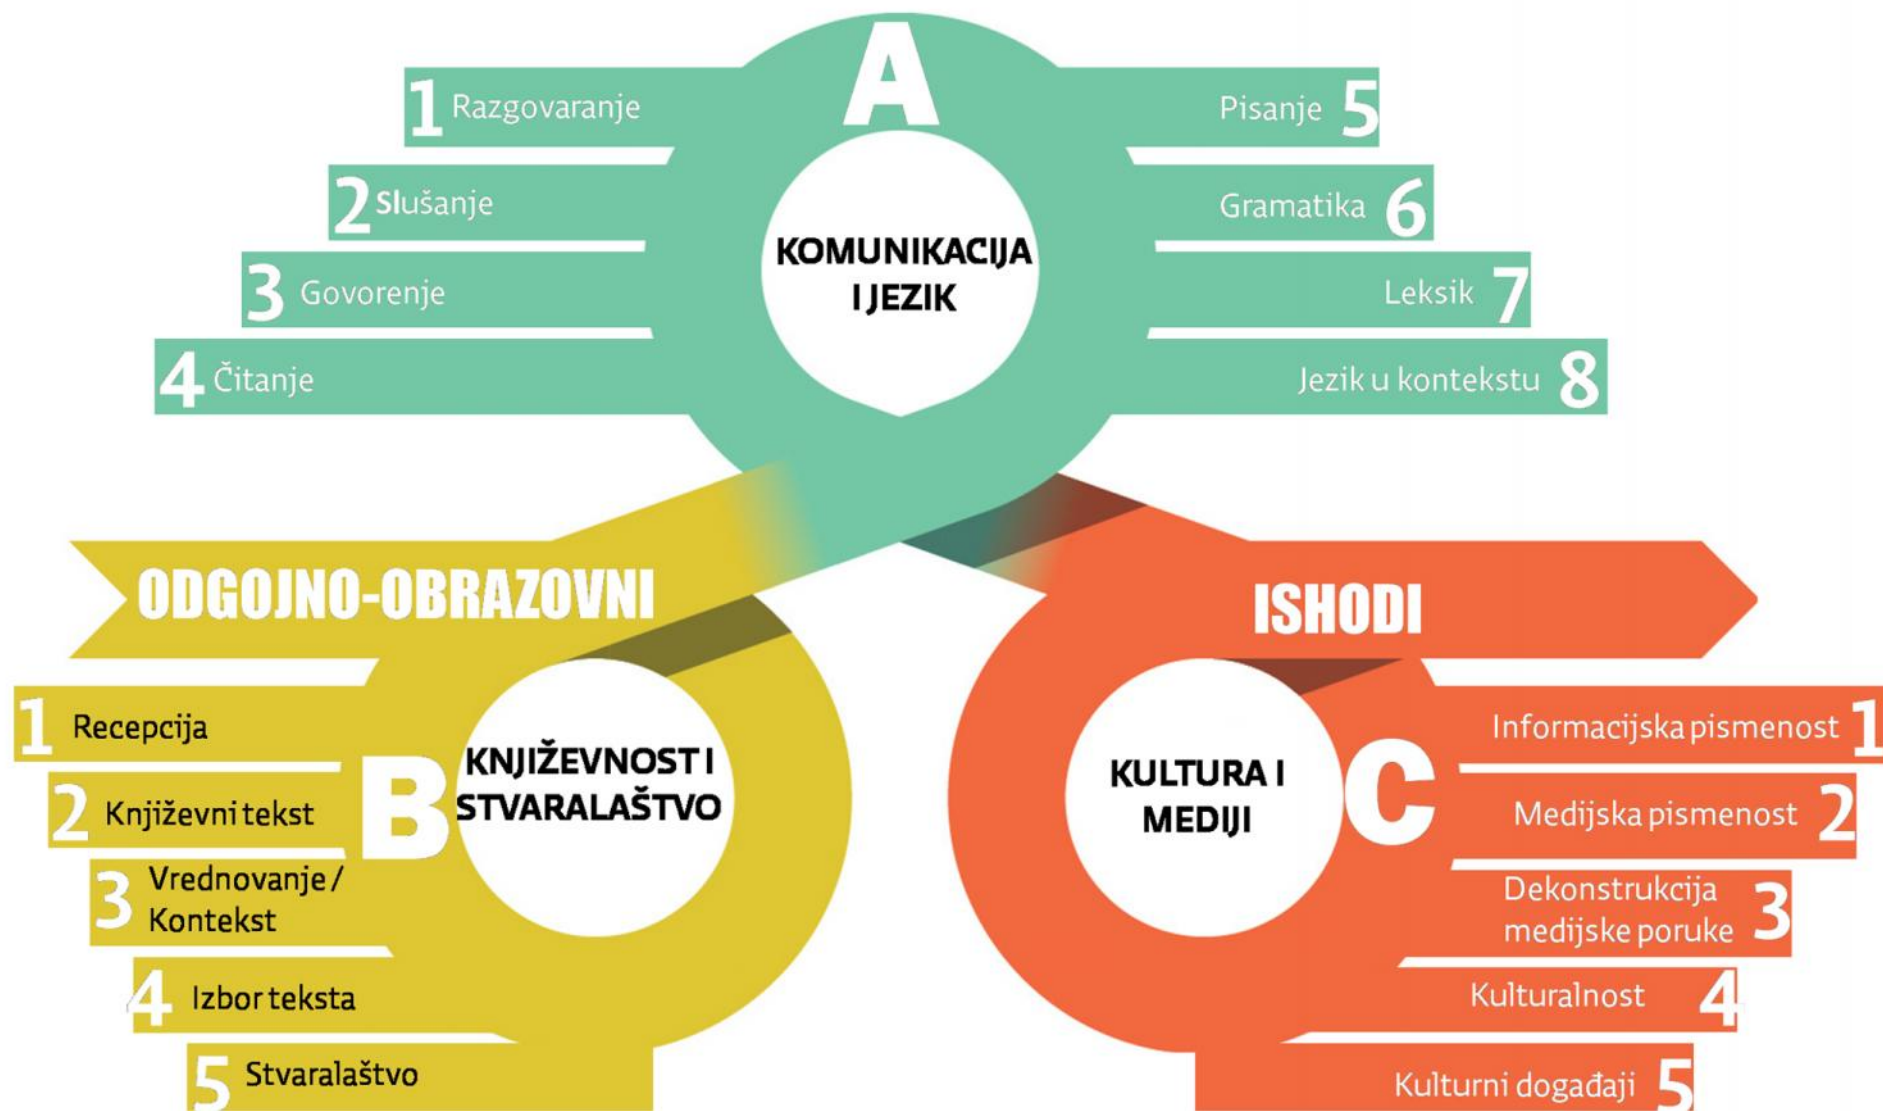 A
1 Razgovaranje
2 Slušanje
3 Govorenje
4 Čitanje
KOMUNIKACIJA
I JEZIK
Pisanje 5
Gramatika 6
Leksik 7
Jezik u kontekstu 8
ODGOJNO-OBRAZOVNI
ISHODI
1 Recepcija
2 Književni tekst
3 Vrednovanje /
Kontekst
4 Izbor teksta
5 Stvaralaštvo
B
KNJIŽEVNOST I
STVARALAŠTVO
KULTURA I
MEDIJI
C
Informacijska pismenost 1
Medijska pismenost 2
Dekonstrukcija
medijske poruke 3
Kulturalnost 4
Kulturni događaji 5